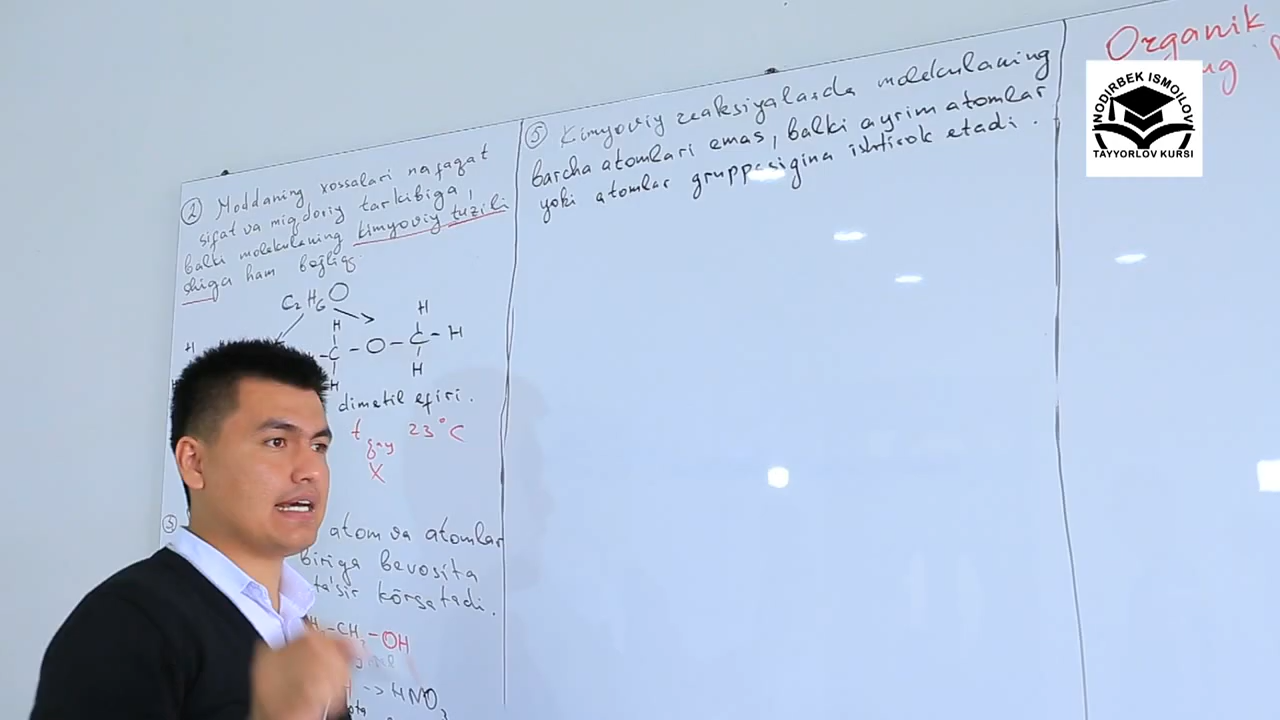 ② Moddaning xossalari nafaqat
sifat va miqdoriy tarkibiga,
balki molekulaning kimyoviy tuzili
shiga ham bog'liq.
C2H6O
H
H
H
C - O - C - H
H
H
dimetil efiri.
t qay 23°C
X
3
atom va atomlar
biriga bevosita
ta'sir ko'rsatadi.
-OH
-> HNO3
⑤ Kimyoviy reaksiyalarda molekulaning
barcha atomlari emas, balki ayrim atomlar
yoki atomlar gruppasigina ishtirok etadi.
Organik
NODIRBEK ISMOILOV
TAYYORLOV KURSI